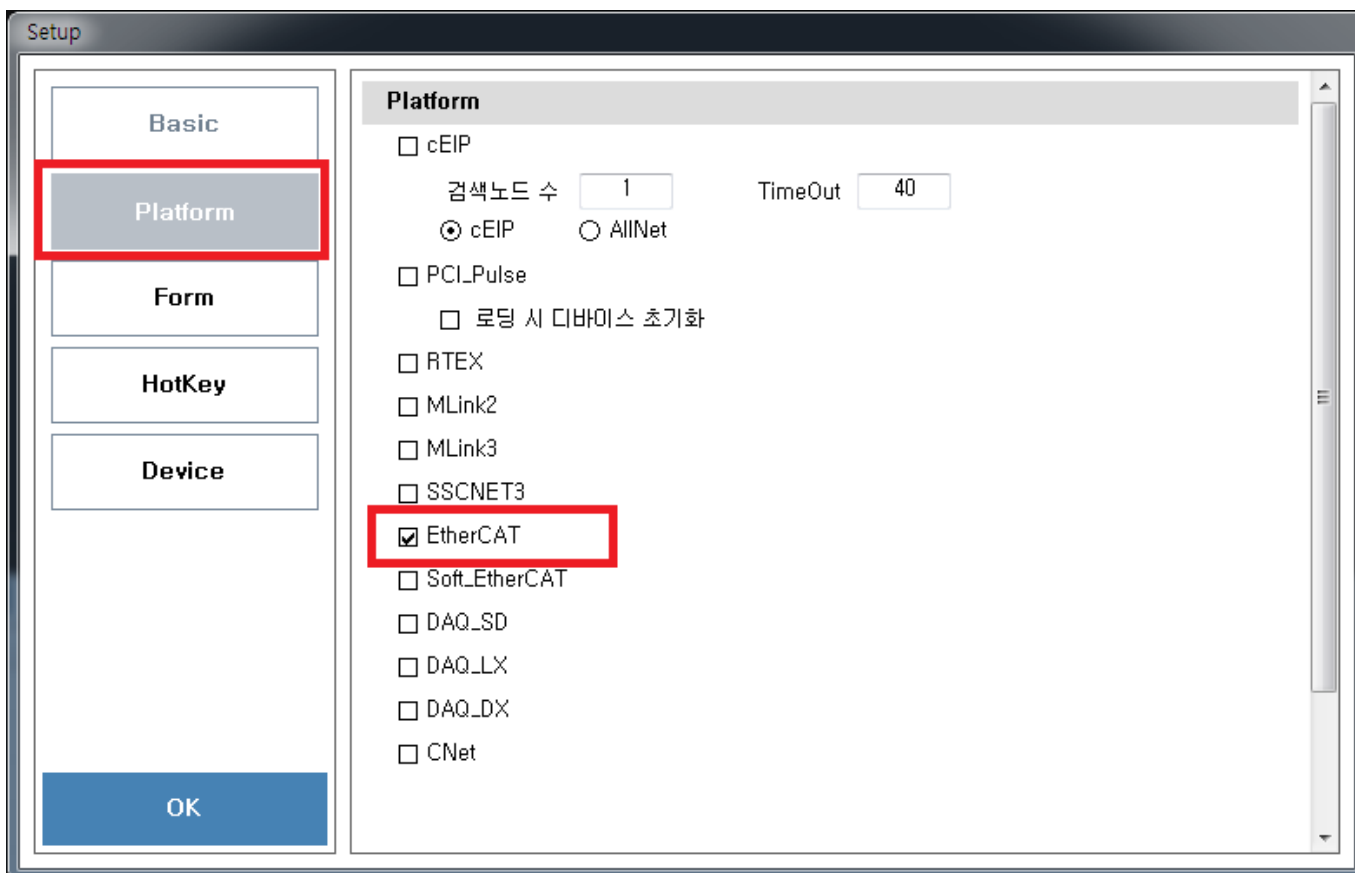 Setup
Basic
Platform
Form
HotKey
Device
OK
Platform
cEIP
검색노드 수 1 TimeOut 40
cEIP AllNet
PCI_Pulse
로딩 시 디바이스 초기화
RTEX
MLink2
MLink3
SSCNET3
EtherCAT
Soft_EtherCAT
DAQ_SD
DAQ_LX
DAQ_DX
CNet